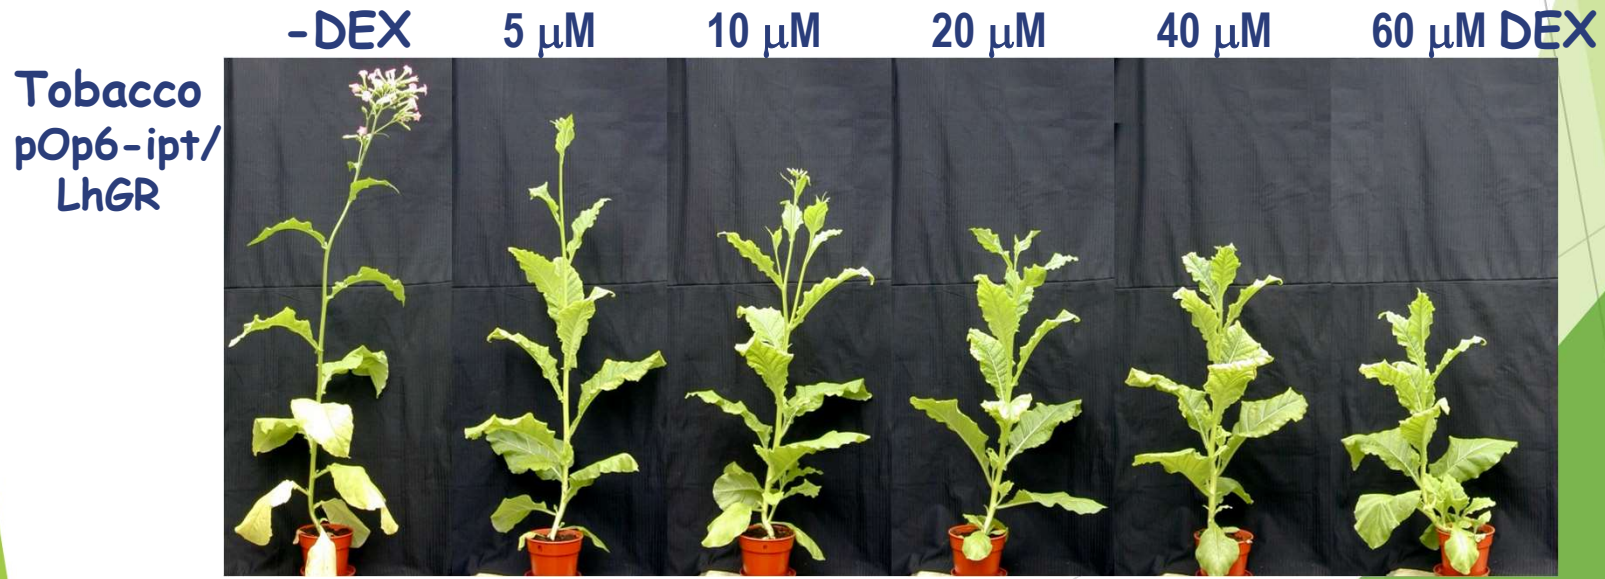 -DEX 5 μM 10 μM 20 μM 40 μM 60 μM DEX
Tobacco
pOp6-ipt/
LhGR